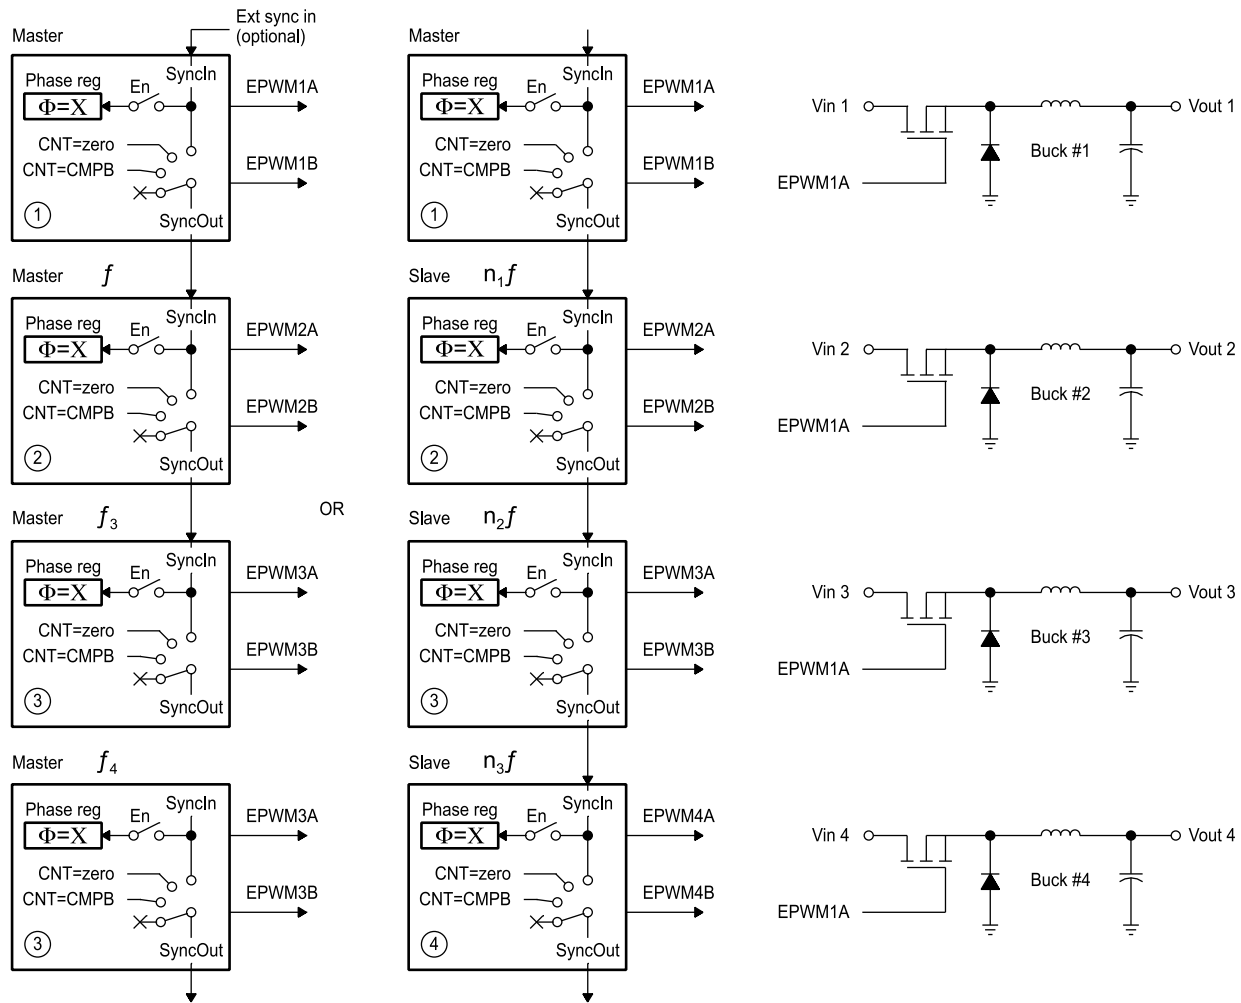 Ext sync in
(optional)
Master
Phase reg
En
SyncIn
Φ=X
EPWM1A
CNT=zero
CNT=CMPB
EPWM1B
1
SyncOut
Master f
Phase reg
En
SyncIn
Φ=X
EPWM2A
CNT=zero
CNT=CMPB
EPWM2B
2
SyncOut
Master f3
Phase reg
En
SyncIn
Φ=X
EPWM3A
CNT=zero
CNT=CMPB
EPWM3B
3
SyncOut
Master f4
Phase reg
En
SyncIn
Φ=X
EPWM3A
CNT=zero
CNT=CMPB
EPWM3B
3
SyncOut
OR
Master
Phase reg
En
SyncIn
Φ=X
EPWM1A
CNT=zero
CNT=CMPB
EPWM1B
1
SyncOut
Slave n1f
Phase reg
En
SyncIn
Φ=X
EPWM2A
CNT=zero
CNT=CMPB
EPWM2B
2
SyncOut
Slave n2f
Phase reg
En
SyncIn
Φ=X
EPWM3A
CNT=zero
CNT=CMPB
EPWM3B
3
SyncOut
Slave n3f
Phase reg
En
SyncIn
Φ=X
EPWM4A
CNT=zero
CNT=CMPB
EPWM4B
4
SyncOut
Vin 1
Vout 1
Buck #1
EPWM1A
Vin 2
Vout 2
Buck #2
EPWM1A
Vin 3
Vout 3
Buck #3
EPWM1A
Vin 4
Vout 4
Buck #4
EPWM1A